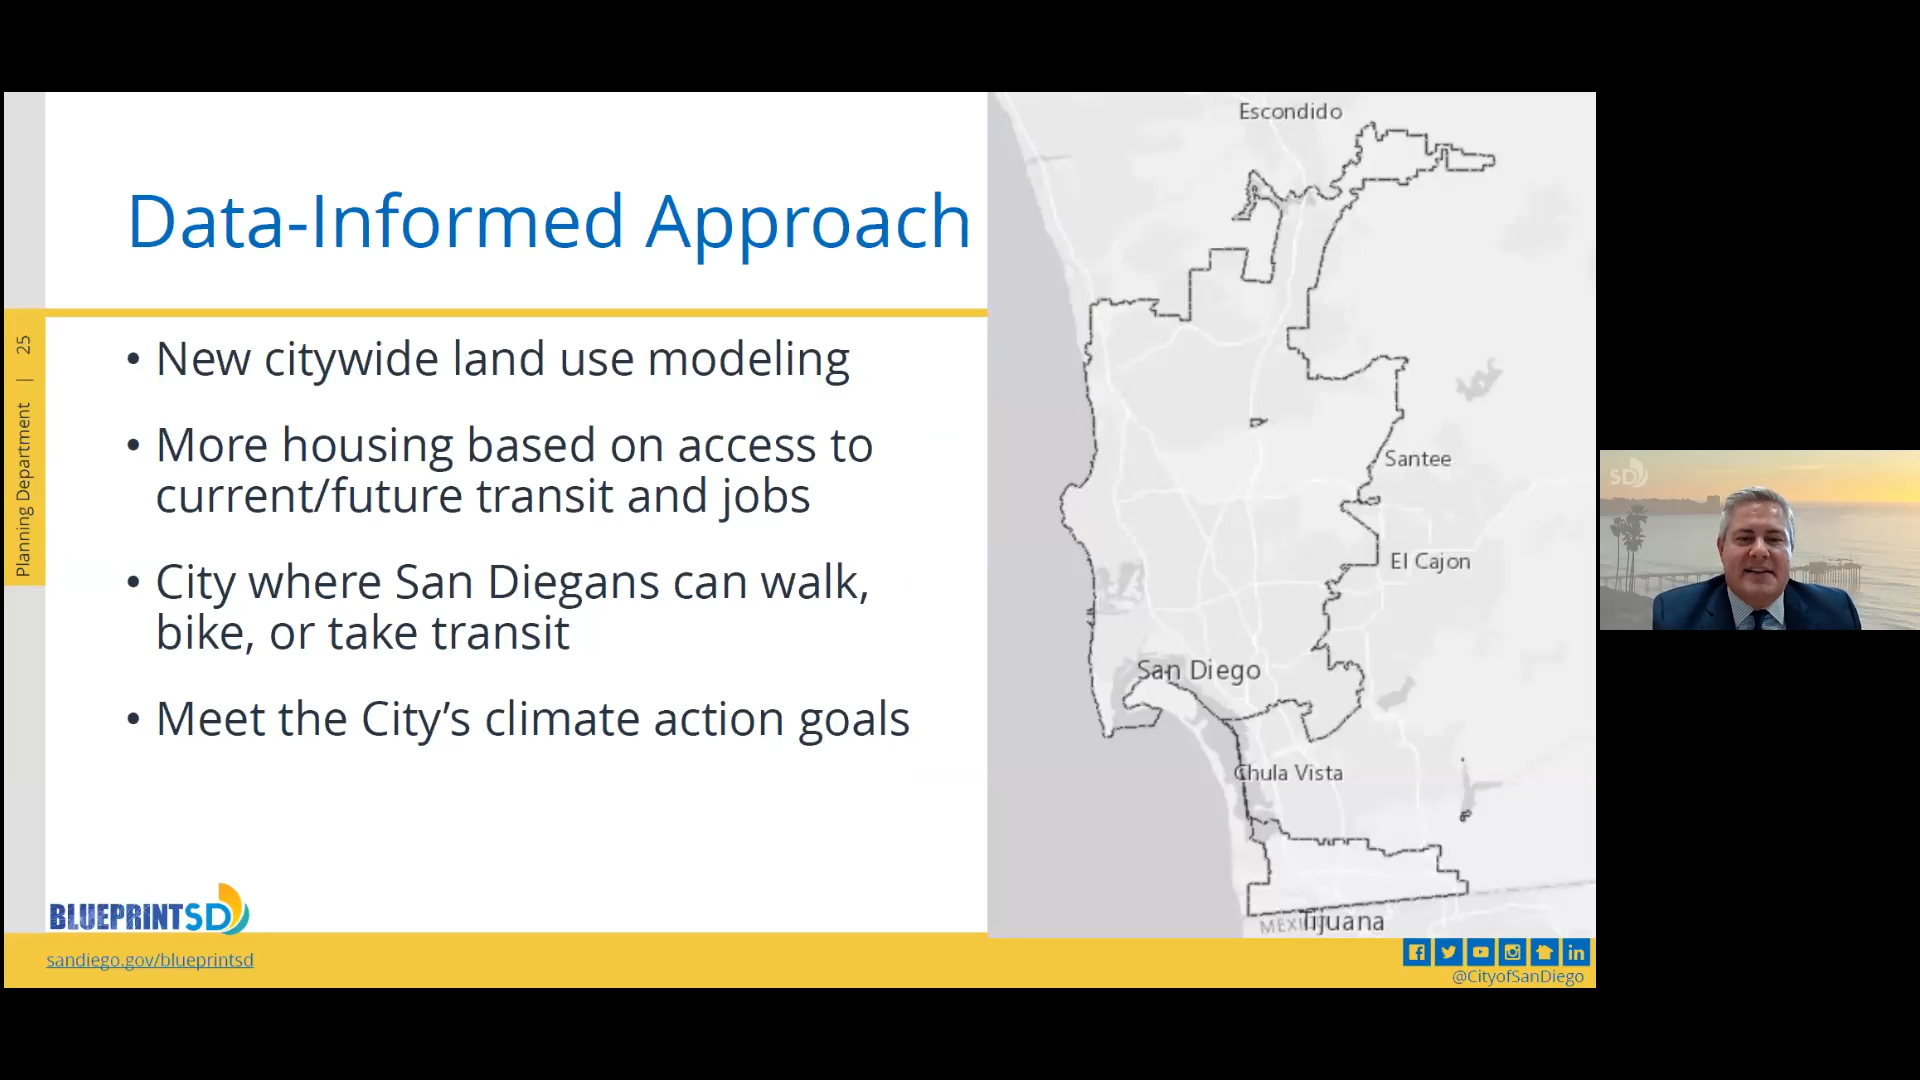 Data-Informed Approach
Planning Department | 25
• New citywide land use modeling
• More housing based on access to
current/future transit and jobs
• City where San Diegans can walk,
bike, or take transit
• Meet the City’s climate action goals
BLUEPRINTSD
sandiego.gov/blueprintsd
Escondido
Santee
El Cajon
San Diego
Chula Vista
Tijuana
@CityofSanDiego
SD